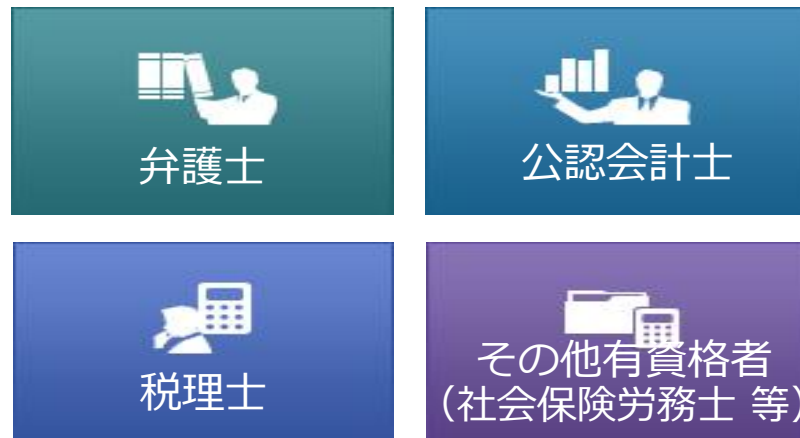 弁護士
公認会計士
税理士
その他有資格者
（社会保険労務士 等）